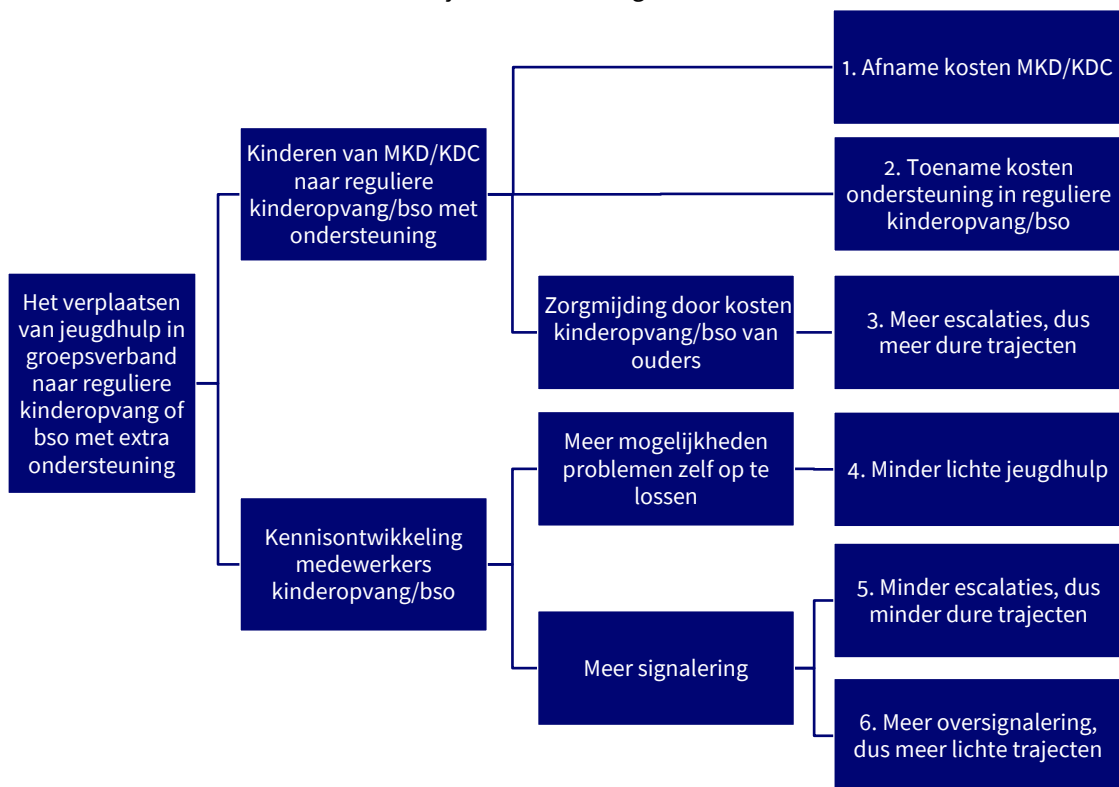 1. Afname kosten MKD/KDC
Kinderen van MKD/KDC
naar reguliere
kinderopvang/bso met
ondersteuning
2. Toename kosten
ondersteuning in reguliere
kinderopvang/bso
Het verplaatsen
van jeugdhulp in
groepsverband
naar reguliere
kinderopvang of
bso met extra
ondersteuning
Zorgmijding door kosten
kinderopvang/bso van
ouders
3. Meer escalaties, dus
meer dure trajecten
Meer mogelijkheden
problemen zelf op te
lossen
4. Minder lichte jeugdhulp
Kennisontwikkeling
medewerkers
kinderopvang/bso
5. Minder escalaties, dus
minder dure trajecten
Meer signalering
6. Meer oversignalering,
dus meer lichte trajecten